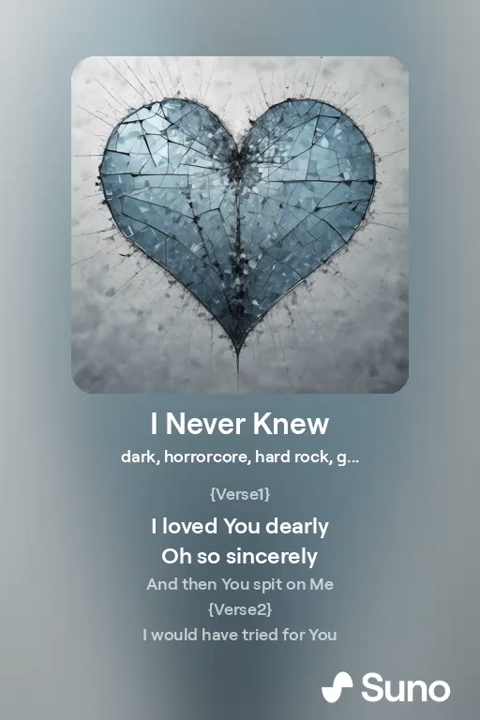 I Never Knew
dark, horrorcore, hard rock, g...
{Verse1}
I loved You dearly
Oh so sincerely
And then You spit on Me
{Verse2}
I would have tried for You
Suno